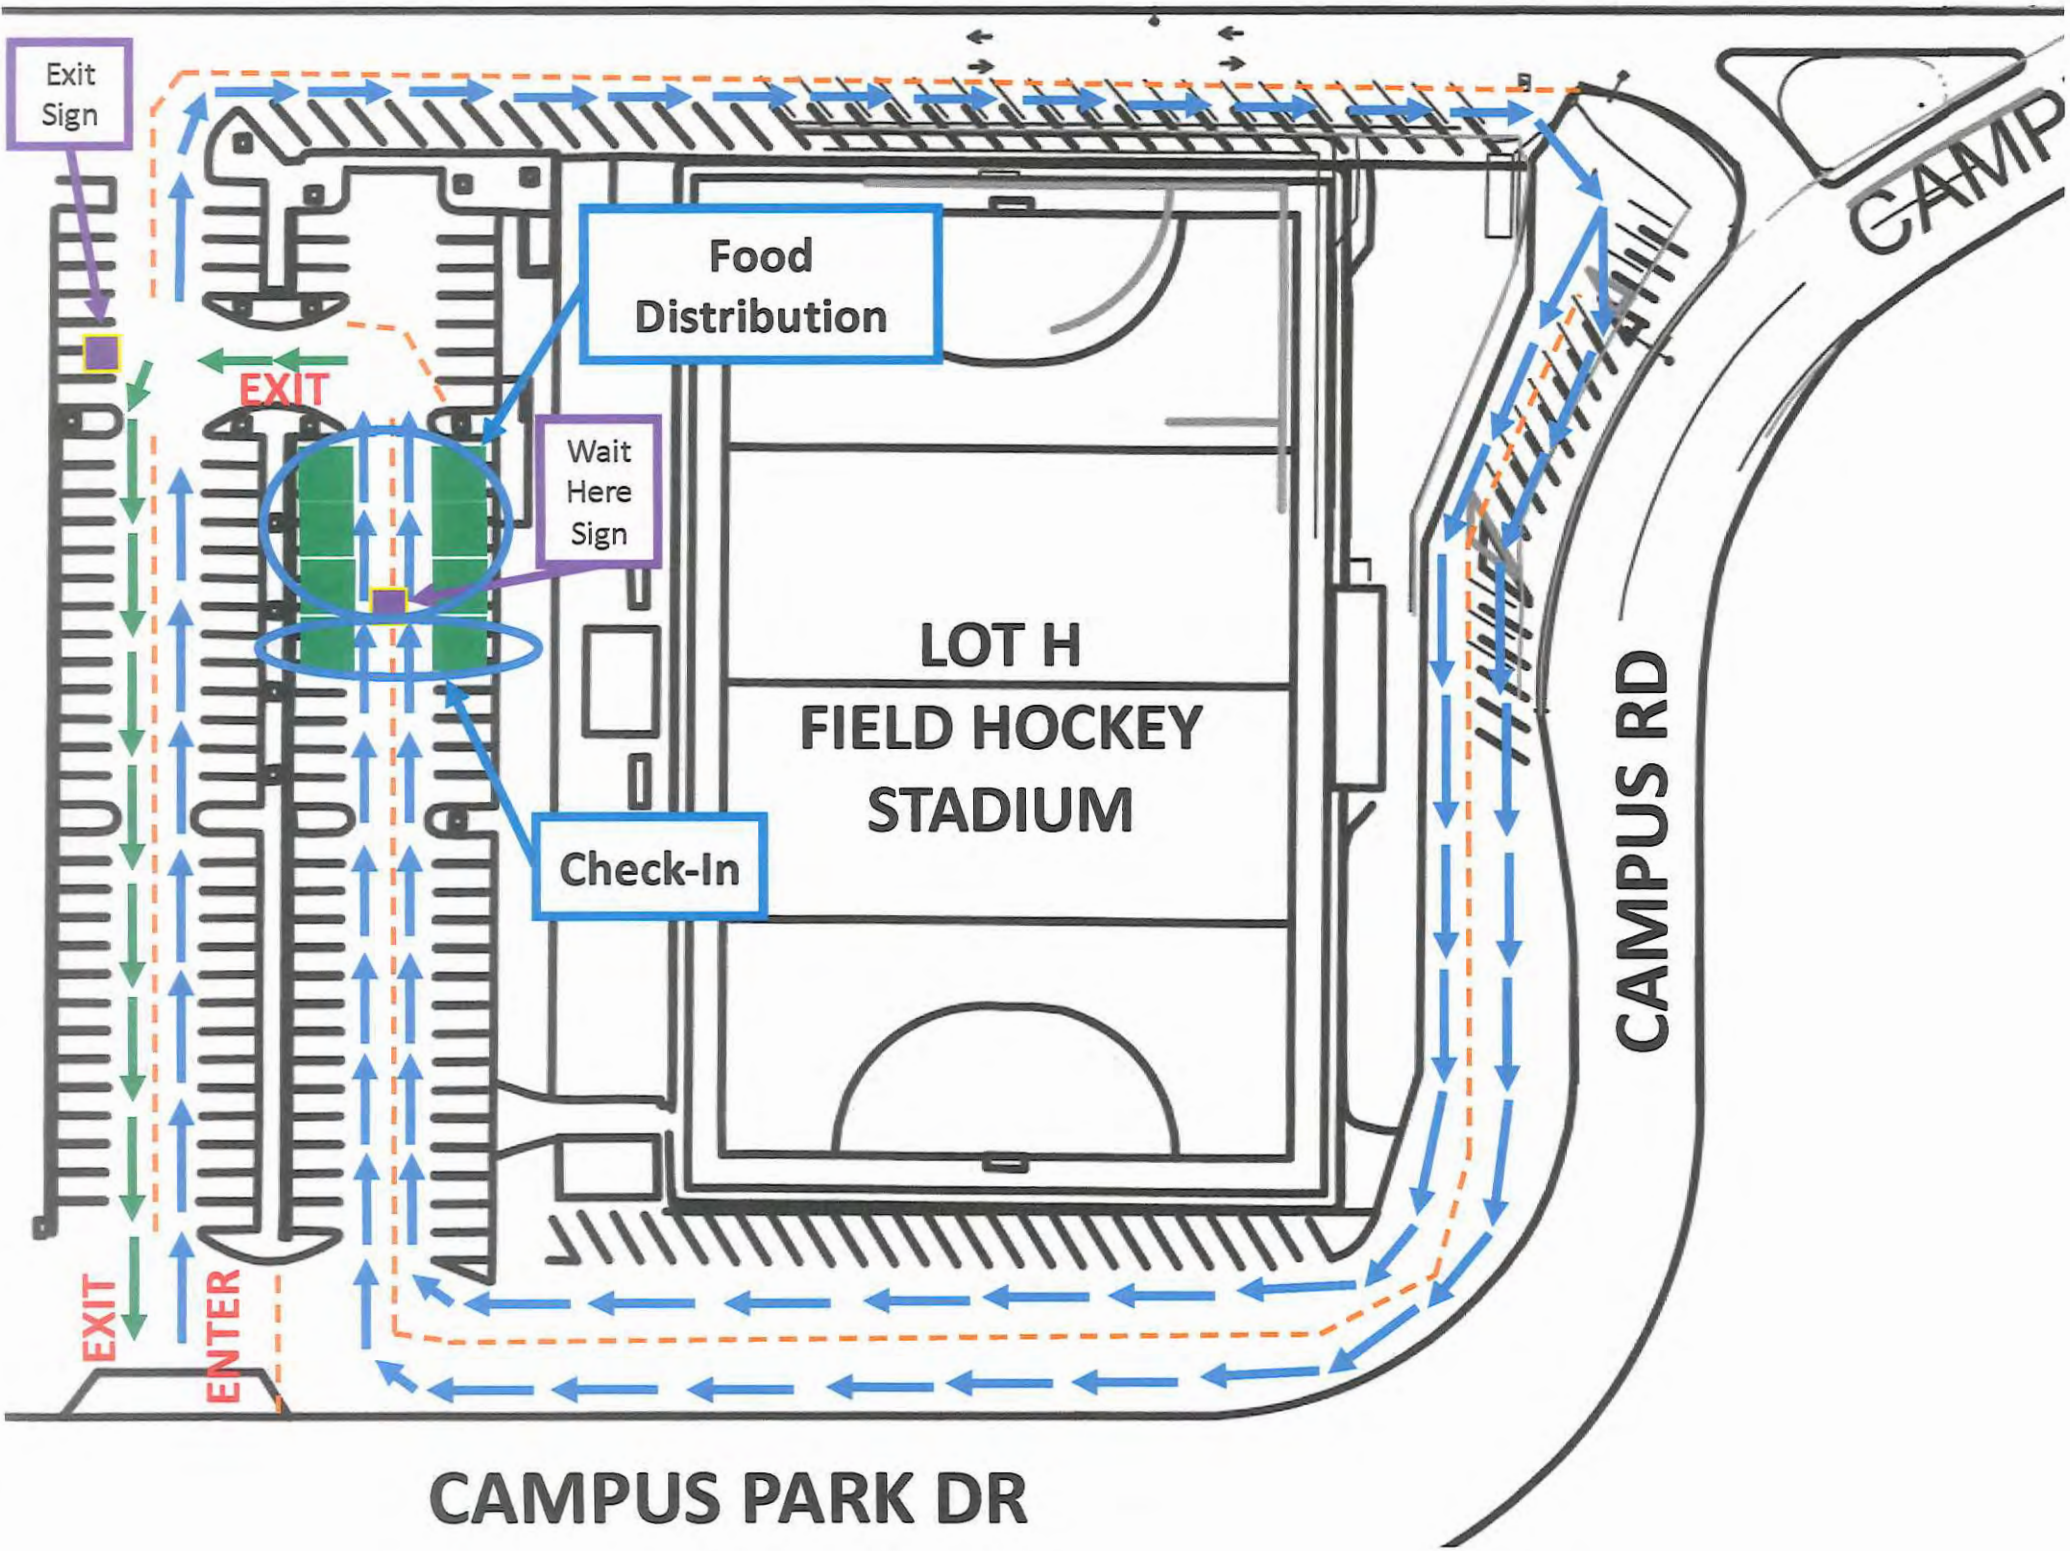 Exit
Sign
CAMP
Food
Distribution
EXIT
Wait
Here
Sign
LOT H
FIELD HOCKEY
STADIUM
CAMPUS RD
Check-In
EXIT
ENTER
CAMPUS PARK DR